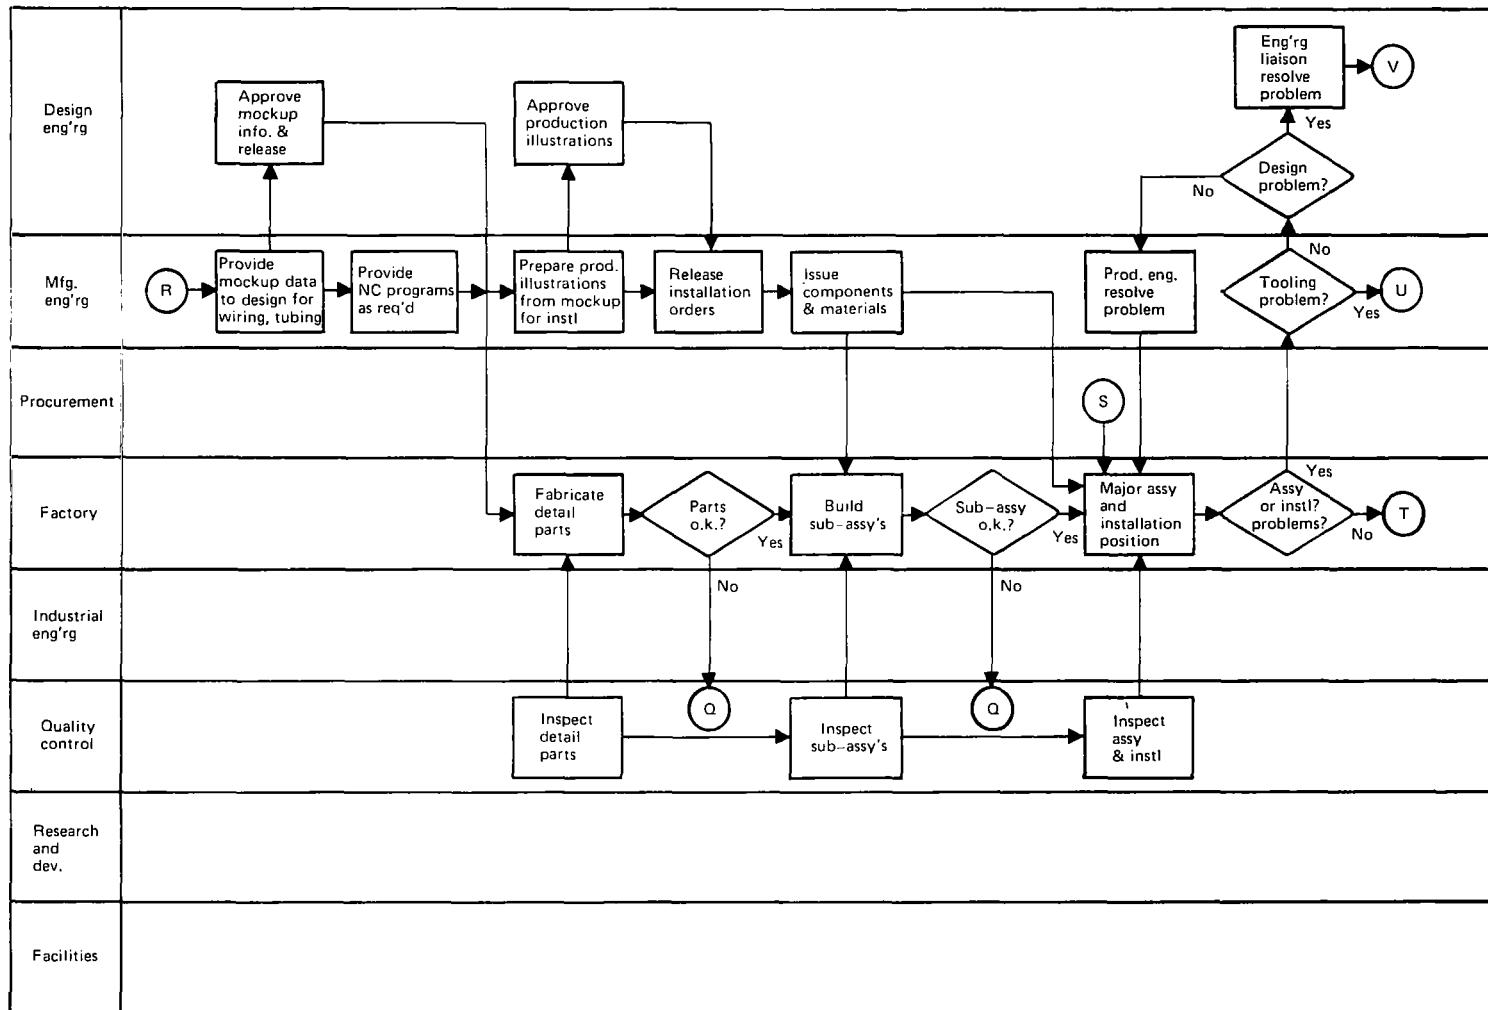 Design
eng'rg
Approve
mockup
info. &
release
Approve
production
illustrations
Eng'rg
liaison
resolve
problem
V
Yes
Design
problem?
No
Mfg.
eng'rg
R
Provide
mockup data
to design for
wiring, tubing
Provide
NC programs
as req'd
Prepare prod.
illustrations
from mockup
for instl
Release
installation
orders
Issue
components
& materials
Prod. eng.
resolve
problem
No
Tooling
problem?
Yes
U
Procurement
S
Factory
Fabricate
detail
parts
Parts
o.k.?
Yes
No
Build
sub-assy's
Sub-assy
o.k.?
Yes
No
Major assy
and
installation
position
Yes
Assy
or instl?
problems?
No
T
Industrial
eng'rg
Quality
control
Inspect
detail
parts
Q
Inspect
sub-assy's
Q
Inspect
assy
& instl
Research
and
dev.
Facilities